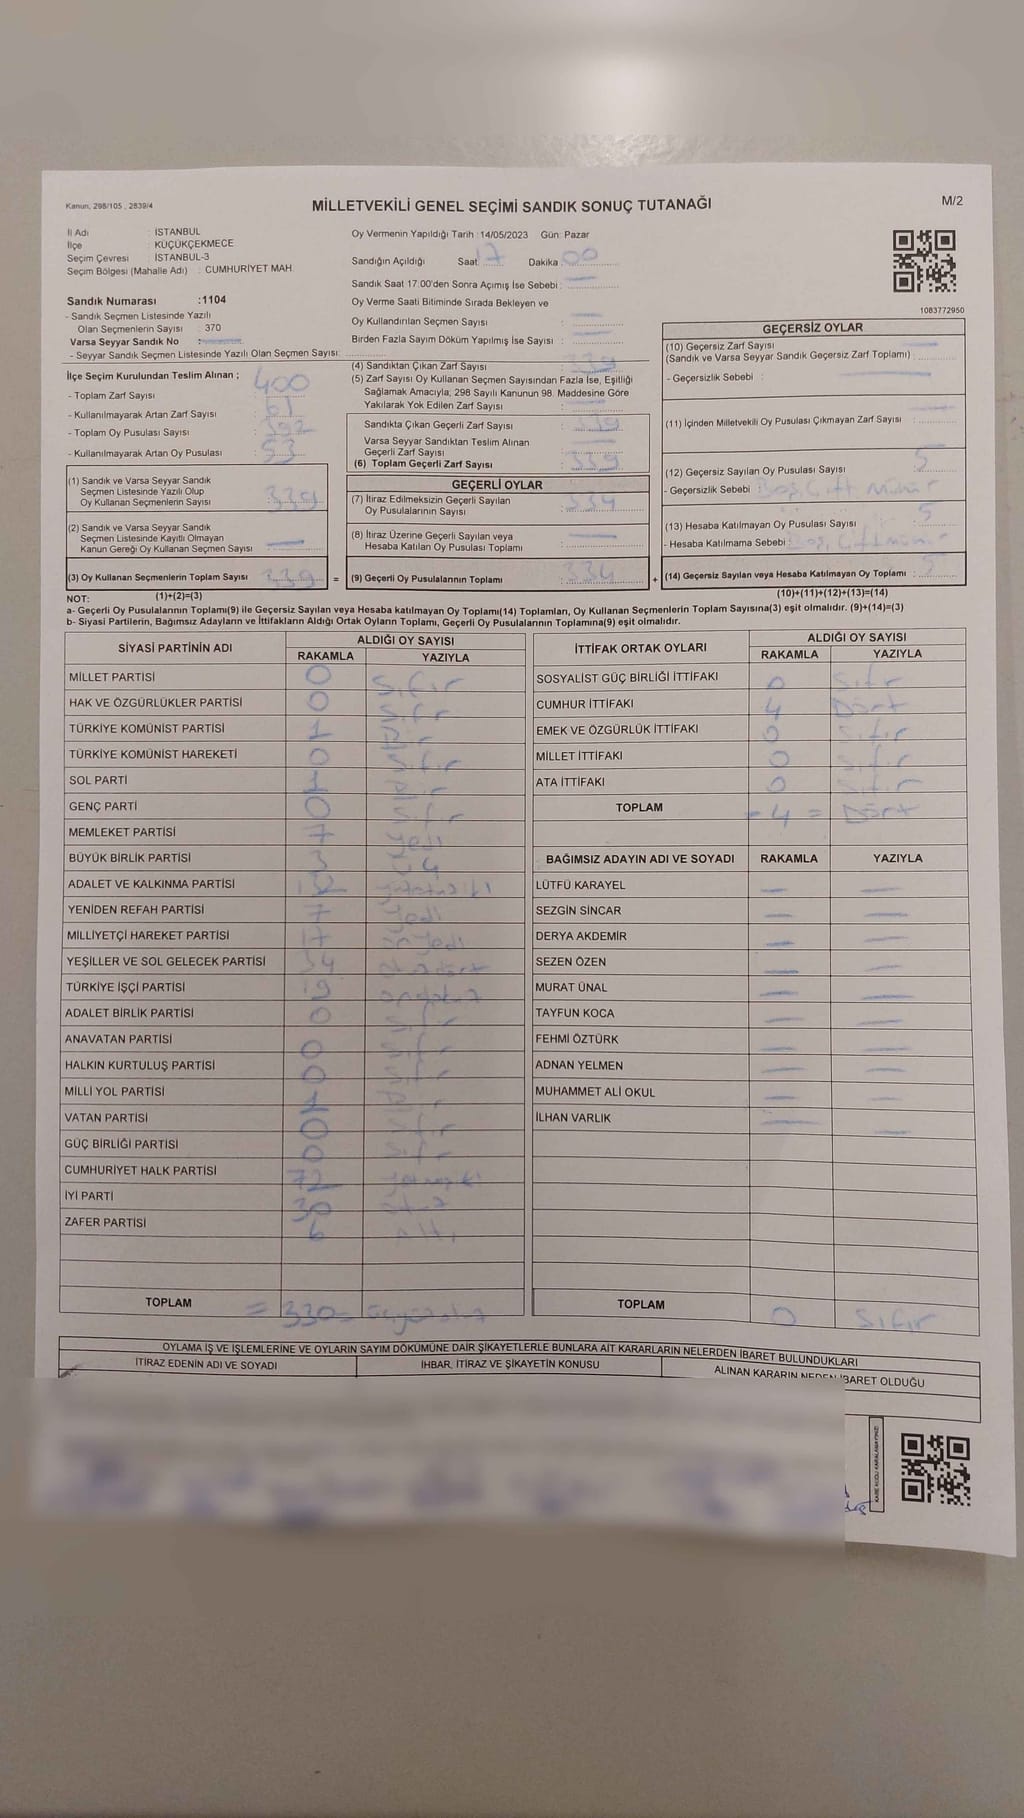 Kanun, 298/105 , 2839/4
MİLLETVEKİLİ GENEL SEÇİMİ SANDIK SONUÇ TUTANAĞI
M/2
İl Adı : İSTANBUL
İlçe : KÜÇÜKÇEKMECE
Seçim Çevresi : İSTANBUL-3
Seçim Bölgesi (Mahalle Adı) : CUMHURİYET MAH.
Sandık Numarası :1104
- Sandık Seçmen Listesinde Yazılı
Olan Seçmenlerin Sayısı : 370
Varsa Seyyar Sandık No :
- Seyyar Sandık Seçmen Listesinde Yazılı Olan Seçmen Sayısı:
Oy Vermenin Yapıldığı Tarih :14/05/2023 Gün: Pazar
Sandığın Açıldığı Saat: 17 Dakika: 00
Sandık Saat 17.00'den Sonra Açımış İse Sebebi :
Oy Verme Saati Bitiminde Sırada Bekleyen ve
Oy Kullandırılan Seçmen Sayısı :
Birden Fazla Sayım Döküm Yapılmış İse Sayısı :
1083772950
İlçe Seçim Kurulundan Teslim Alınan ;
- Toplam Zarf Sayısı : 400
- Kullanılmayarak Artan Zarf Sayısı : 61
- Toplam Oy Pusulası Sayısı : 392
- Kullanılmayarak Artan Oy Pusulası : 53
(1) Sandık ve Varsa Seyyar Sandık
Seçmen Listesinde Yazılı Olup
Oy Kullanan Seçmenlerin Sayısı : 339
(2) Sandık ve Varsa Seyyar Sandık
Seçmen Listesinde Kayıtlı Olmayan
Kanun Gereği Oy Kullanan Seçmen Sayısı :
(3) Oy Kullanan Seçmenlerin Toplam Sayısı : 339 =
(4) Sandıktan Çıkan Zarf Sayısı : 339
(5) Zarf Sayısı Oy Kullanan Seçmen Sayısından Fazla İse, Eşitliği
Sağlamak Amacıyla, 298 Sayılı Kanunun 98. Maddesine Göre
Yakılarak Yok Edilen Zarf Sayısı :
Sandıkta Çıkan Geçerli Zarf Sayısı : 339
Varsa Seyyar Sandıktan Teslim Alınan
Geçerli Zarf Sayısı :
(6) Toplam Geçerli Zarf Sayısı : 339
GEÇERLİ OYLAR
(7) İtiraz Edilmeksizin Geçerli Sayılan
Oy Pusulalarının Sayısı : 334
(8) İtiraz Üzerine Geçerli Sayılan veya
Hesaba Katılan Oy Pusulası Toplamı :
(9) Geçerli Oy Pusulalarının Toplamı : 334 +
GEÇERSİZ OYLAR
(10) Geçersiz Zarf Sayısı
(Sandık ve Varsa Seyyar Sandık Geçersiz Zarf Toplamı) :
- Geçersizlik Sebebi :
(11) İçinden Milletvekili Oy Pusulası Çıkmayan Zarf Sayısı :
(12) Geçersiz Sayılan Oy Pusulası Sayısı : 5
- Geçersizlik Sebebi : Boş, Çift Mühür
(13) Hesaba Katılmayan Oy Pusulası Sayısı : 5
- Hesaba Katılmama Sebebi : Boş, Çift mühür
(14) Geçersiz Sayılan veya Hesaba Katılmayan Oy Toplamı : 5
NOT: (1)+(2)=(3)
(10)+(11)+(12)+(13)=(14)
a- Geçerli Oy Pusulalarının Toplamı(9) ile Geçersiz Sayılan veya Hesaba katılmayan Oy Toplamı(14) Toplamları, Oy Kullanan Seçmenlerin Toplam Sayısına(3) eşit olmalıdır. (9)+(14)=(3)
b- Siyasi Partilerin, Bağımsız Adayların ve İttifakların Aldığı Ortak Oyların Toplamı, Geçerli Oy Pusulalarının Toplamına(9) eşit olmalıdır.
SİYASİ PARTİNİN ADI ALDIĞI OY SAYISI
RAKAMLA YAZIYLA
MİLLET PARTİSİ 0 Sıfır
HAK VE ÖZGÜRLÜKLER PARTİSİ 0 Sıfır
TÜRKİYE KOMÜNİST PARTİSİ 1 Bir
TÜRKİYE KOMÜNİST HAREKETİ 0 Sıfır
SOL PARTİ 1 Bir
GENÇ PARTİ 0 Sıfır
MEMLEKET PARTİSİ 7 Yedi
BÜYÜK BİRLİK PARTİSİ 3 Üç
ADALET VE KALKINMA PARTİSİ
YENİDEN REFAH PARTİSİ 7 Yedi
MİLLİYETÇİ HAREKET PARTİSİ 17 onyedi
YEŞİLLER VE SOL GELECEK PARTİSİ
TÜRKİYE İŞÇİ PARTİSİ 19 ondokuz
ADALET BİRLİK PARTİSİ 0 Sıfır
ANAVATAN PARTİSİ 0 Sıfır
HALKIN KURTULUŞ PARTİSİ 0 Sıfır
MİLLİ YOL PARTİSİ 1 Bir
VATAN PARTİSİ 0 Sıfır
GÜÇ BİRLİĞİ PARTİSİ 0 Sıfır
CUMHURİYET HALK PARTİSİ 72 yetmişiki
İYİ PARTİ 30 otuz
ZAFER PARTİSİ 6 altı
TOPLAM = 330 = üçyüzotuz
İTTİFAK ORTAK OYLARI ALDIĞI OY SAYISI
RAKAMLA YAZIYLA
SOSYALİST GÜÇ BİRLİĞİ İTTİFAKI 0 Sıfır
CUMHUR İTTİFAKI 4 Dört
EMEK VE ÖZGÜRLÜK İTTİFAKI 0 Sıfır
MİLLET İTTİFAKI 0 Sıfır
ATA İTTİFAKI 0 Sıfır
TOPLAM = 4 = Dört
BAĞIMSIZ ADAYIN ADI VE SOYADI RAKAMLA YAZIYLA
LÜTFÜ KARAYEL
SEZGİN SİNCAR
DERYA AKDEMİR
SEZEN ÖZEN
MURAT ÜNAL
TAYFUN KOCA
FEHMİ ÖZTÜRK
ADNAN YELMEN
MUHAMMET ALİ OKUL
İLHAN VARLIK
TOPLAM 0 Sıfır
OYLAMA İŞ VE İŞLEMLERİNE VE OYLARIN SAYIM DÖKÜMÜNE DAİR ŞİKAYETLERLE BUNLARA AİT KARARLARIN NELERDEN İBARET BULUNDUKLARI
İTİRAZ EDENİN ADI VE SOYADI İHBAR, İTİRAZ VE ŞİKAYETİN KONUSU ALINAN KARARIN NEDEN İBARET OLDUĞU
KARE KODU KARALAMAYINIZ!